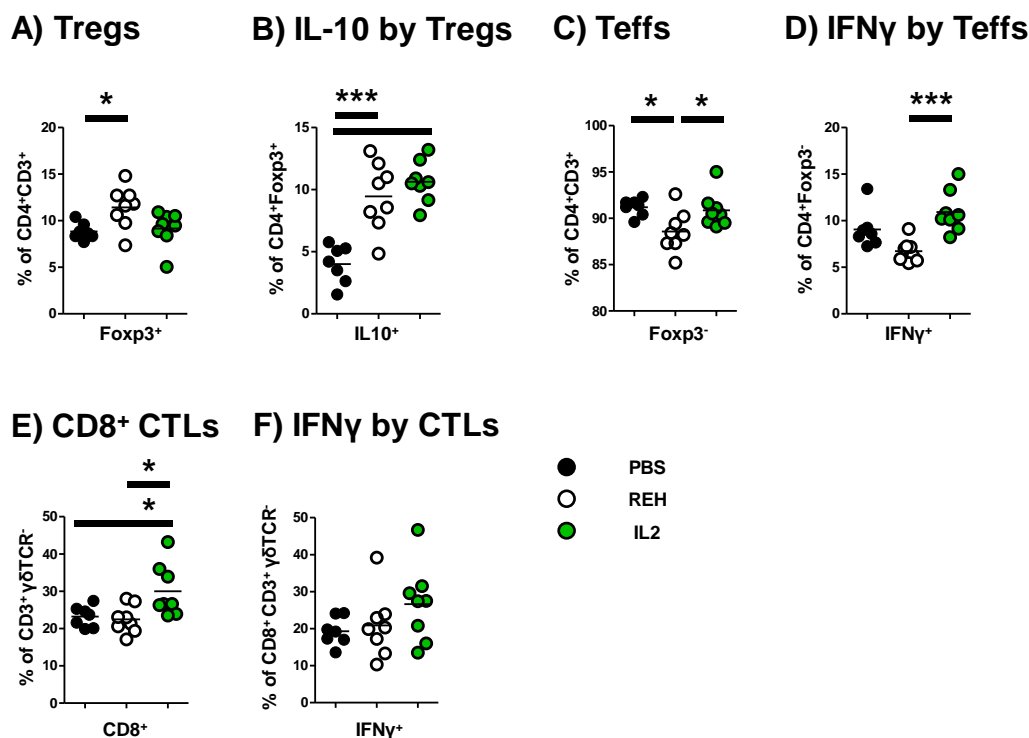 A) Tregs
B) IL-10 by Tregs
C) Teffs
D) IFNγ by Teffs
*
20
15
10
5
0
% of CD4⁺CD3⁺
Foxp3⁺
***
15
10
5
0
% of CD4⁺Foxp3⁺
IL10⁺
* *
100
95
90
85
80
% of CD4⁺CD3⁺
Foxp3⁻
***
20
15
10
5
0
% of CD4⁺Foxp3⁻
IFNγ⁺
E) CD8⁺ CTLs
F) IFNγ by CTLs
*
*
50
40
30
20
10
0
% of CD3⁺ γδTCR⁻
CD8⁺
50
40
30
20
10
0
% of CD8⁺ CD3⁺ γδTCR⁻
IFNγ⁺
PBS
REH
IL2